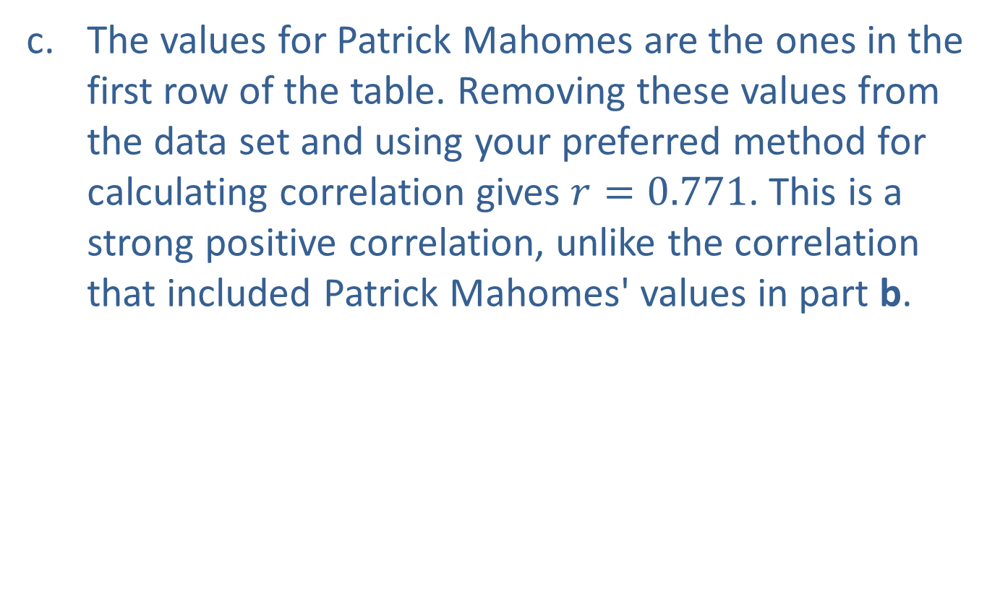 c. The values for Patrick Mahomes are the ones in the
first row of the table. Removing these values from
the data set and using your preferred method for
calculating correlation gives r = 0.771. This is a
strong positive correlation, unlike the correlation
that included Patrick Mahomes' values in part b.